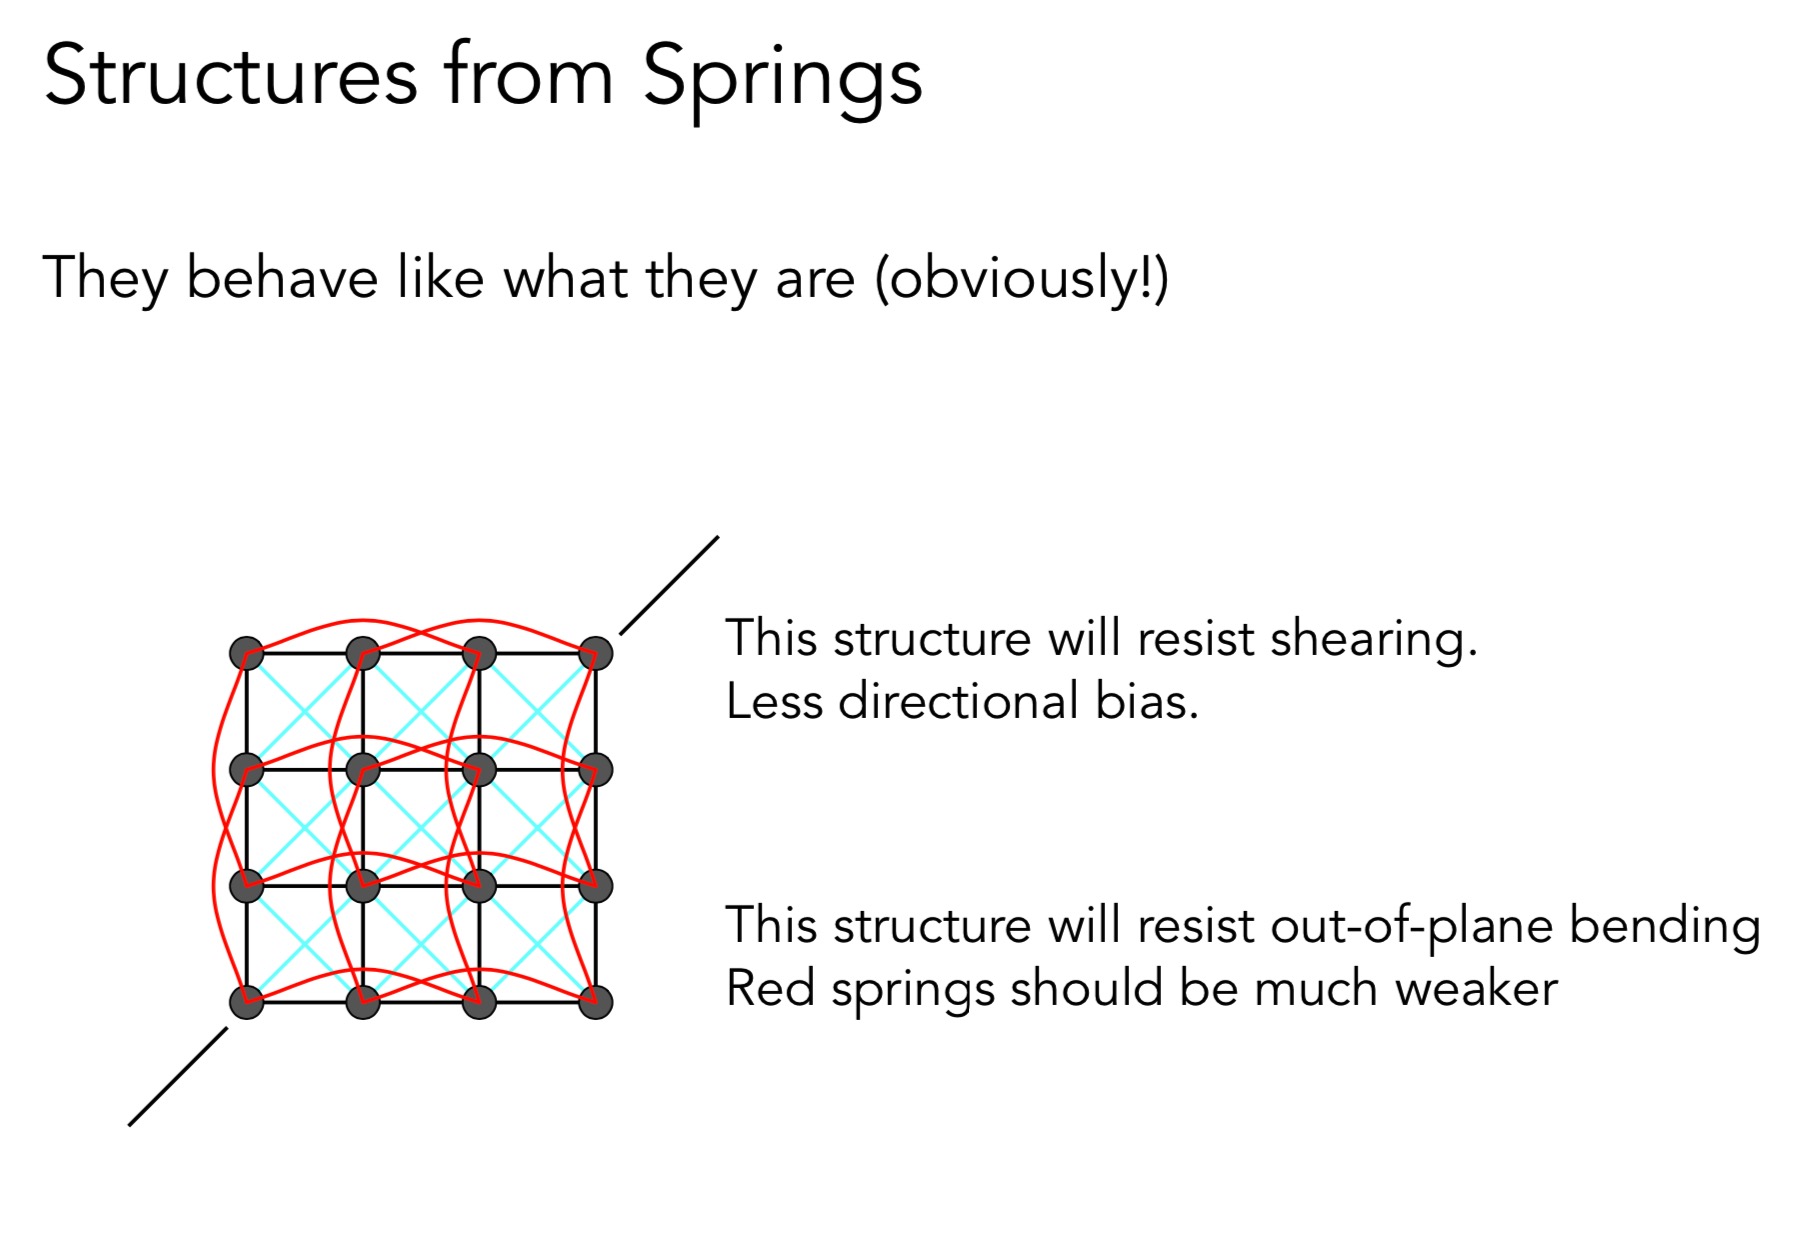 Structures from Springs
They behave like what they are (obviously!)
This structure will resist shearing.
Less directional bias.
This structure will resist out-of-plane bending
Red springs should be much weaker